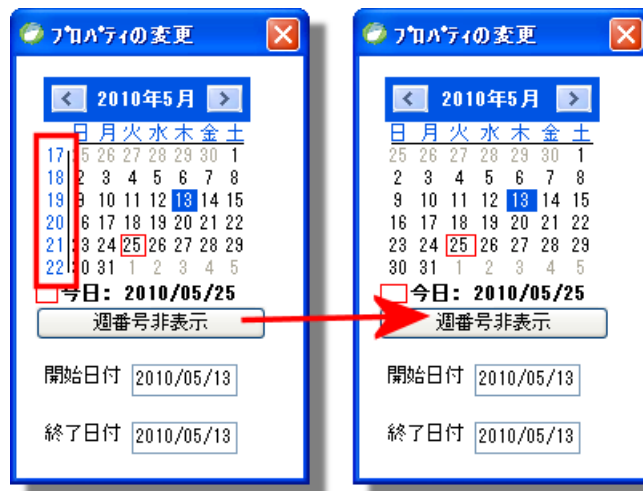 プロパティの変更
2010年5月
日 月 火 水 木 金 土
17 25 26 27 28 29 30 1
18 2 3 4 5 6 7 8
19 9 10 11 12 13 14 15
20 16 17 18 19 20 21 22
21 23 24 25 26 27 28 29
22 30 31 1 2 3 4 5
今日: 2010/05/25
週番号非表示
開始日付 2010/05/13
終了日付 2010/05/13
プロパティの変更
2010年5月
日 月 火 水 木 金 土
25 26 27 28 29 30 1
2 3 4 5 6 7 8
9 10 11 12 13 14 15
16 17 18 19 20 21 22
23 24 25 26 27 28 29
30 31 1 2 3 4 5
今日: 2010/05/25
週番号非表示
開始日付 2010/05/13
終了日付 2010/05/13